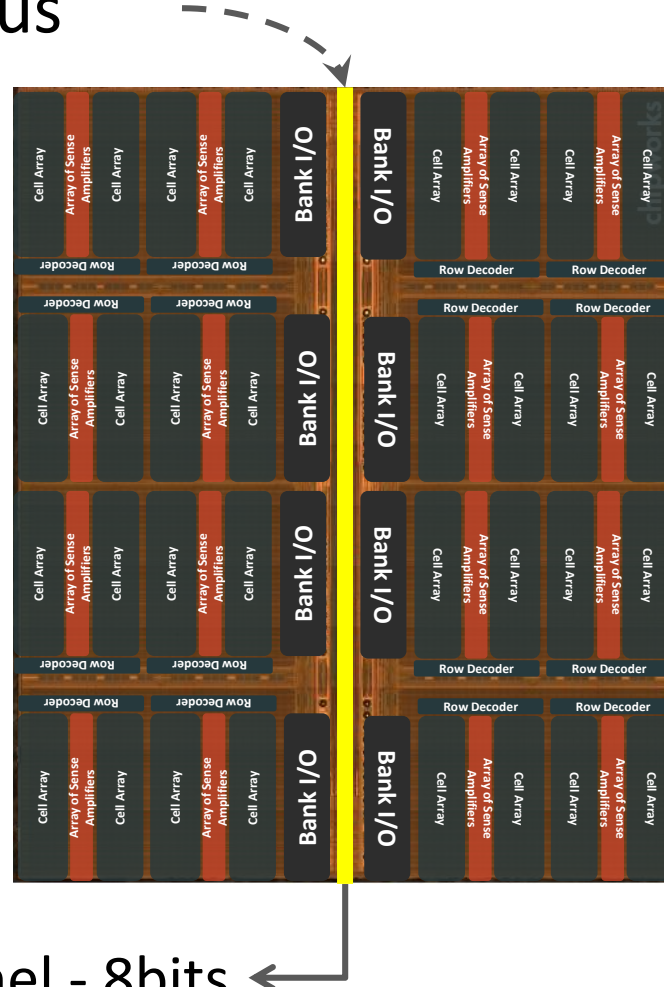 us
Cell Array
Array of Sense
Amplifiers
Cell Array
Cell Array
Array of Sense
Amplifiers
Cell Array
Bank I/O
Bank I/O
Cell Array
Array of Sense
Amplifiers
Cell Array
Cell Array
Array of Sense
Amplifiers
Cell Array
Row Decoder
Row Decoder
Row Decoder
Row Decoder
Row Decoder
Row Decoder
Row Decoder
Row Decoder
Cell Array
Array of Sense
Amplifiers
Cell Array
Cell Array
Array of Sense
Amplifiers
Cell Array
Bank I/O
Bank I/O
Cell Array
Array of Sense
Amplifiers
Cell Array
Cell Array
Array of Sense
Amplifiers
Cell Array
Cell Array
Array of Sense
Amplifiers
Cell Array
Cell Array
Array of Sense
Amplifiers
Cell Array
Bank I/O
Bank I/O
Cell Array
Array of Sense
Amplifiers
Cell Array
Cell Array
Array of Sense
Amplifiers
Cell Array
Row Decoder
Row Decoder
Row Decoder
Row Decoder
Row Decoder
Row Decoder
Row Decoder
Row Decoder
Cell Array
Array of Sense
Amplifiers
Cell Array
Cell Array
Array of Sense
Amplifiers
Cell Array
Bank I/O
Bank I/O
Cell Array
Array of Sense
Amplifiers
Cell Array
Cell Array
Array of Sense
Amplifiers
Cell Array
nel - 8bits